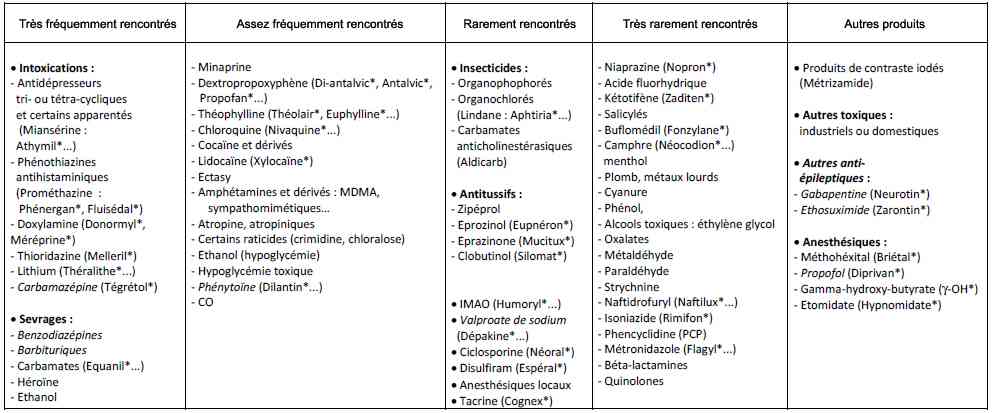 Très fréquemment rencontrés
Assez fréquemment rencontrés
Rarement rencontrés
Très rarement rencontrés
Autres produits
● Intoxications :
- Antidépresseurs
tri- ou tétra-cycliques
et certains apparentés
(Miansérine :
Athymil*...)
- Phénothiazines
antihistaminiques
(Prométhazine :
Phénergan*, Fluisédal*)
- Doxylamine (Donormyl*,
Méréprine*)
- Thioridazine (Melleril*)
- Lithium (Théralithe*...)
- Carbamazépine (Tégrétol*)
● Sevrages :
- Benzodiazépines
- Barbituriques
- Carbamates (Equanil*...)
- Héroïne
- Ethanol
- Minaprine
- Dextropropoxyphène (Di-antalvic*, Antalvic*,
Propofan*...)
- Théophylline (Théolair*, Euphylline*...)
- Chloroquine (Nivaquine*...)
- Cocaïne et dérivés
- Lidocaïne (Xylocaïne*)
- Ectasy
- Amphétamines et dérivés : MDMA,
sympathomimétiques...
- Atropine, atropiniques
- Certains raticides (crimidine, chloralose)
- Ethanol (hypoglycémie)
- Hypoglycémie toxique
- Phénytoïne (Dilantin*...)
- CO
● Insecticides :
- Organophophorés
- Organochlorés
(Lindane : Aphtiria*...)
- Carbamates
anticholinestérasiques
(Aldicarb)
● Antitussifs :
- Zipéprol
- Eprozinol (Eupnéron*)
- Eprazinone (Mucitux*)
- Clobutinol (Silomat*)
● IMAO (Humoryl*...)
● Valproate de sodium
(Dépakine*...)
● Ciclosporine (Néoral*)
● Disulfiram (Espéral*)
● Anesthésiques locaux
● Tacrine (Cognex*)
- Niaprazine (Nopron*)
- Acide fluorhydrique
- Kétotifène (Zaditen*)
- Salicylés
- Buflomédil (Fonzylane*)
- Camphre (Néocodion*...)
menthol
- Plomb, métaux lourds
- Cyanure
- Phénol,
- Alcools toxiques : éthylène glycol
- Oxalates
- Métaldéhyde
- Paraldéhyde
- Strychnine
- Naftidrofuryl (Naftilux*...)
- Isoniazide (Rimifon*)
- Phencyclidine (PCP)
- Métronidazole (Flagyl*...)
- Béta-lactamines
- Quinolones
● Produits de contraste iodés
(Métrizamide)
● Autres toxiques :
industriels ou domestiques
● Autres anti-
épileptiques :
- Gabapentine (Neurotin*)
- Ethosuximide (Zarontin*)
● Anesthésiques :
- Méthohéxital (Briétal*)
- Propofol (Diprivan*)
- Gamma-hydroxy-butyrate (γ-OH*)
- Etomidate (Hypnomidate*)